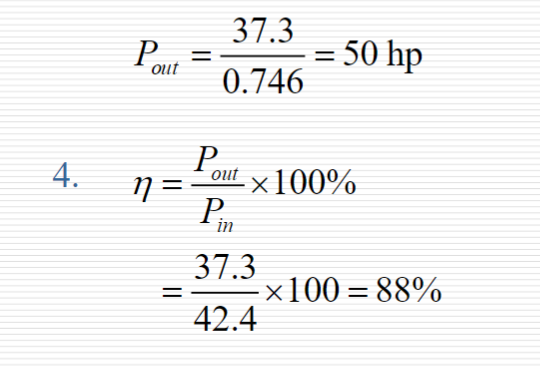 P_out = 37.3/0.746 = 50 hp
4. η = P_out/P_in ×100%
= 37.3/42.4 ×100 = 88%